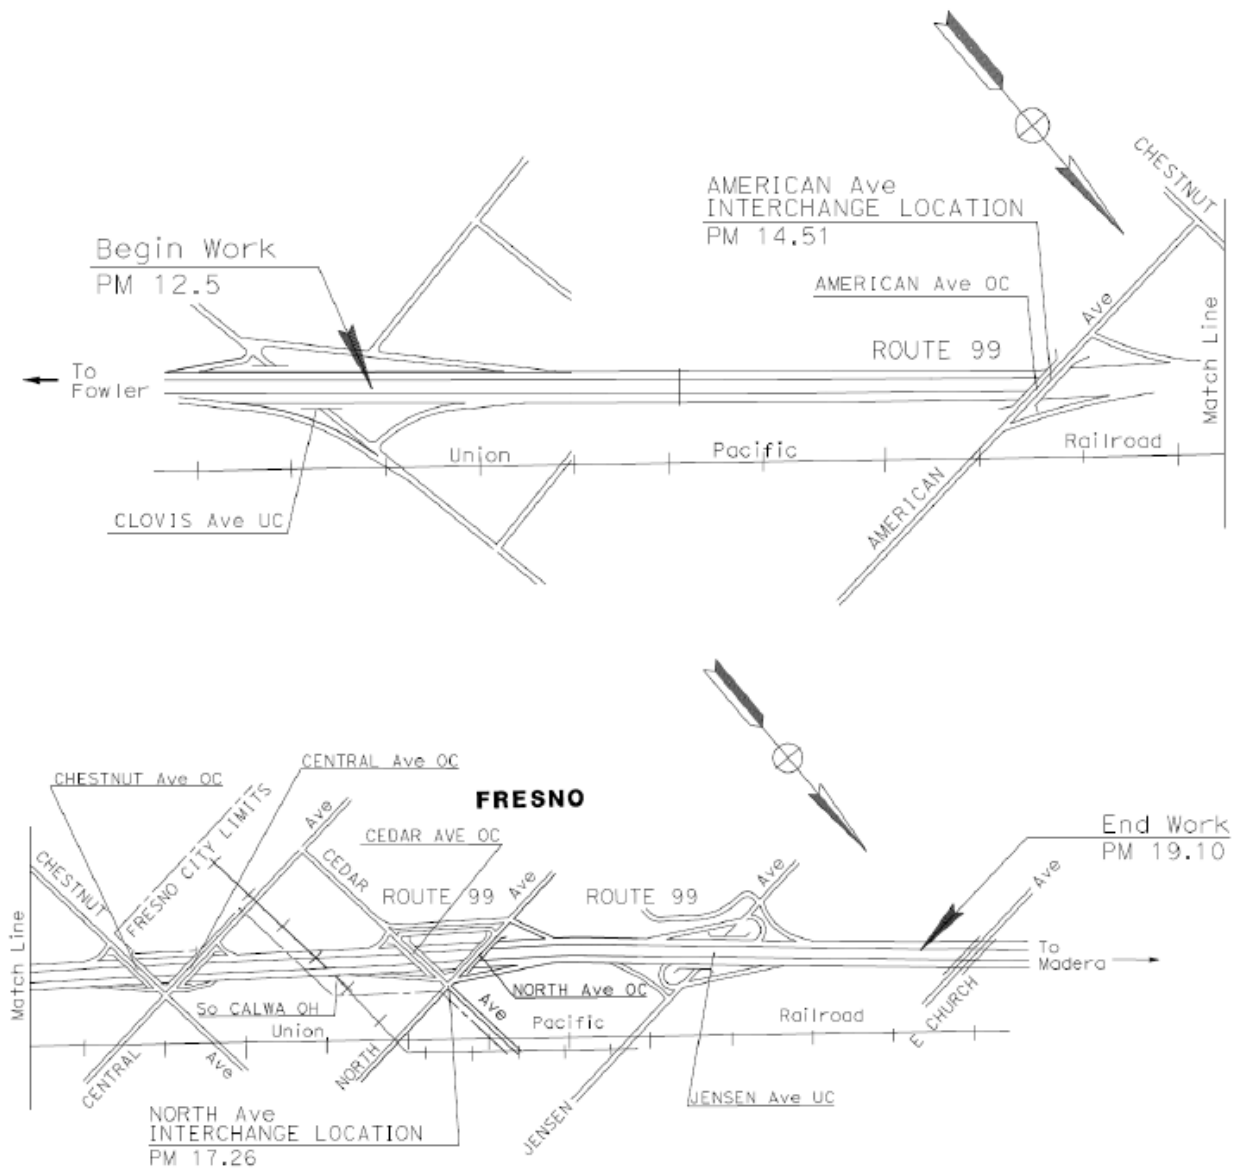 CHESTNUT
AMERICAN Ave
INTERCHANGE LOCATION
PM 14.51
Begin Work
PM 12.5
AMERICAN Ave OC
Ave
Match Line
ROUTE 99
To
Fowler
Union
Pacific
Railroad
AMERICAN
CLOVIS Ave UC
CENTRAL Ave OC
CHESTNUT Ave OC
FRESNO
FRESNO CITY LIMITS
Ave
CEDAR AVE OC
End Work
PM 19.10
CHESTNUT
CEDAR
ROUTE 99
Ave
ROUTE 99
Ave
Ave
Match Line
To
Madera
NORTH Ave OC
So CALWA OH
Ave
Union
Pacific
Railroad
E CHURCH
CENTRAL
Ave
NORTH
JENSEN
JENSEN Ave UC
NORTH Ave
INTERCHANGE LOCATION
PM 17.26